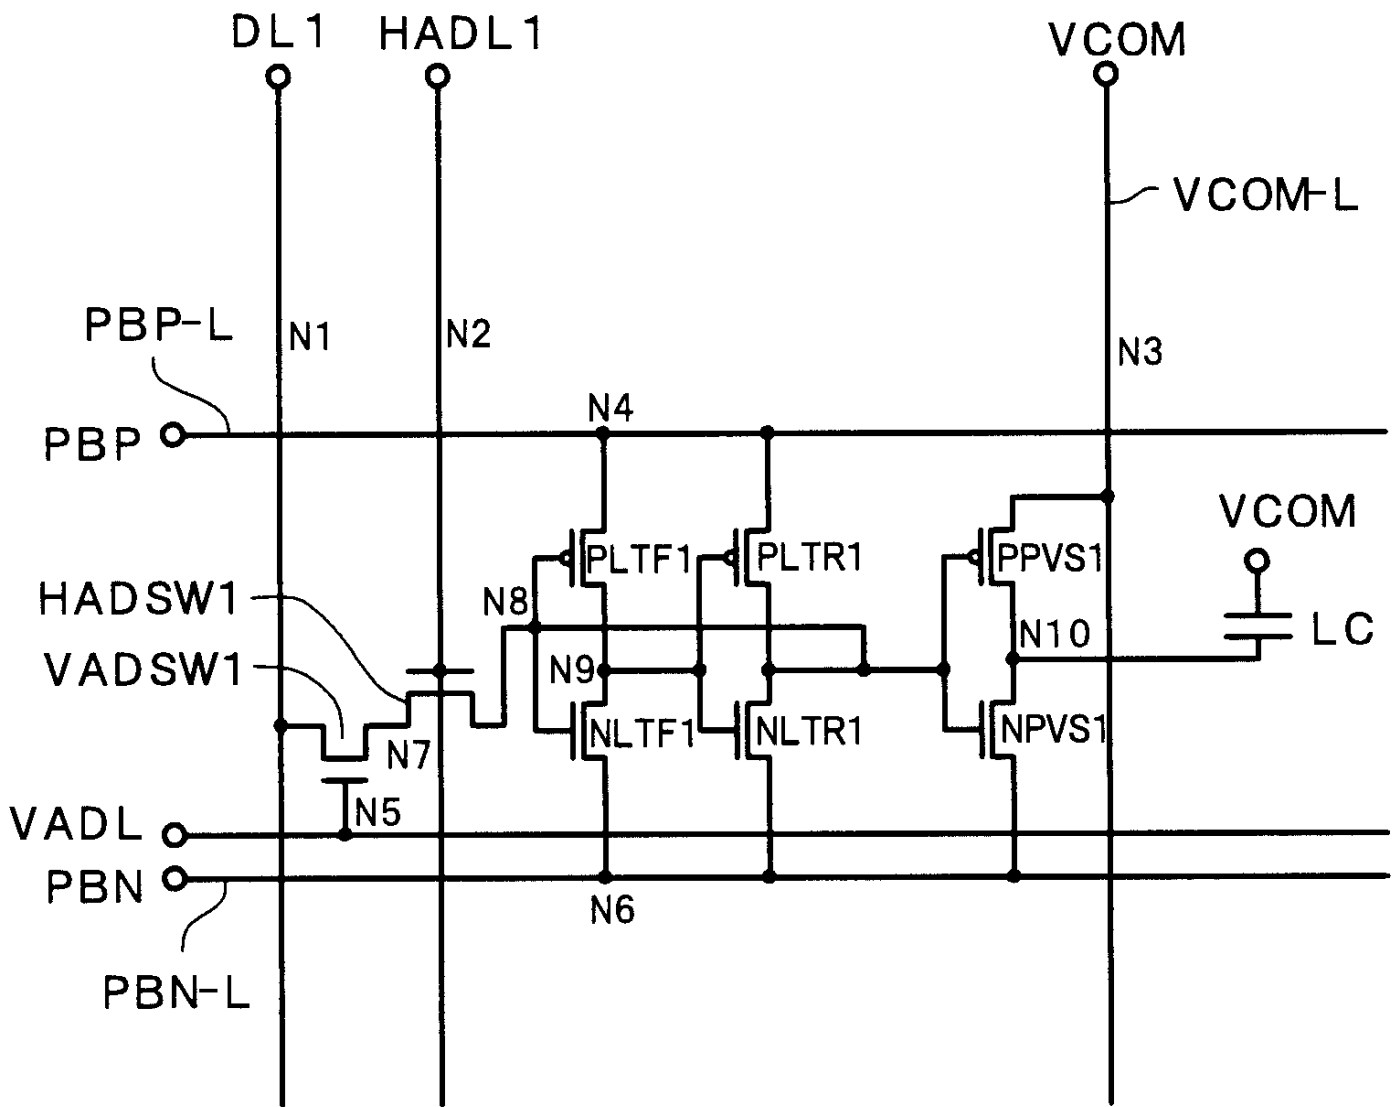 DL1 HADL1 VCOM
VCOM-L
PBP-L N1 N2 N3
N4
PBP
VCOM
PLTF1 PLTR1 PPVS1
HADSW1 N8
N10 LC
VADSW1 N9
NLTF1 NLTR1 NPVS1
N7
N5
VADL
PBN
N6
PBN-L